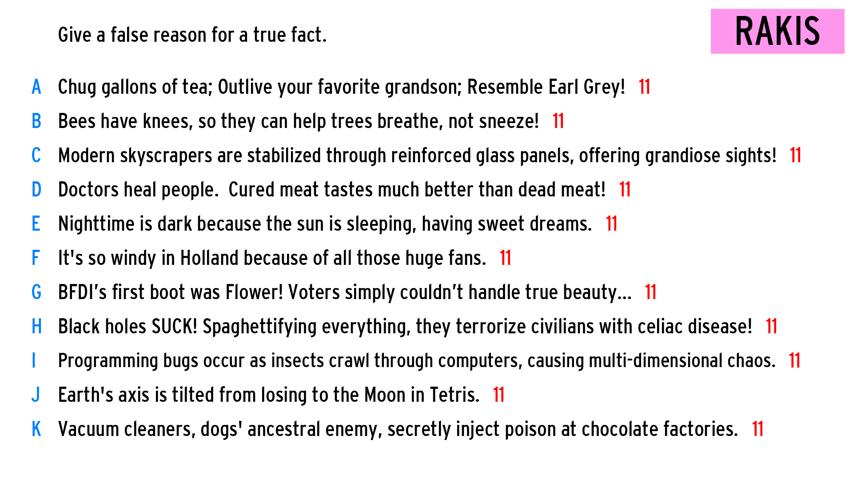 Give a false reason for a true fact.
RAKIS
A Chug gallons of tea; Outlive your favorite grandson; Resemble Earl Grey! 11
B Bees have knees, so they can help trees breathe, not sneeze! 11
C Modern skyscrapers are stabilized through reinforced glass panels, offering grandiose sights! 11
D Doctors heal people.  Cured meat tastes much better than dead meat! 11
E Nighttime is dark because the sun is sleeping, having sweet dreams. 11
F It's so windy in Holland because of all those huge fans. 11
G BFDI’s first boot was Flower! Voters simply couldn’t handle true beauty... 11
H Black holes SUCK! Spaghettifying everything, they terrorize civilians with celiac disease! 11
I Programming bugs occur as insects crawl through computers, causing multi-dimensional chaos. 11
J Earth's axis is tilted from losing to the Moon in Tetris. 11
K Vacuum cleaners, dogs' ancestral enemy, secretly inject poison at chocolate factories. 11